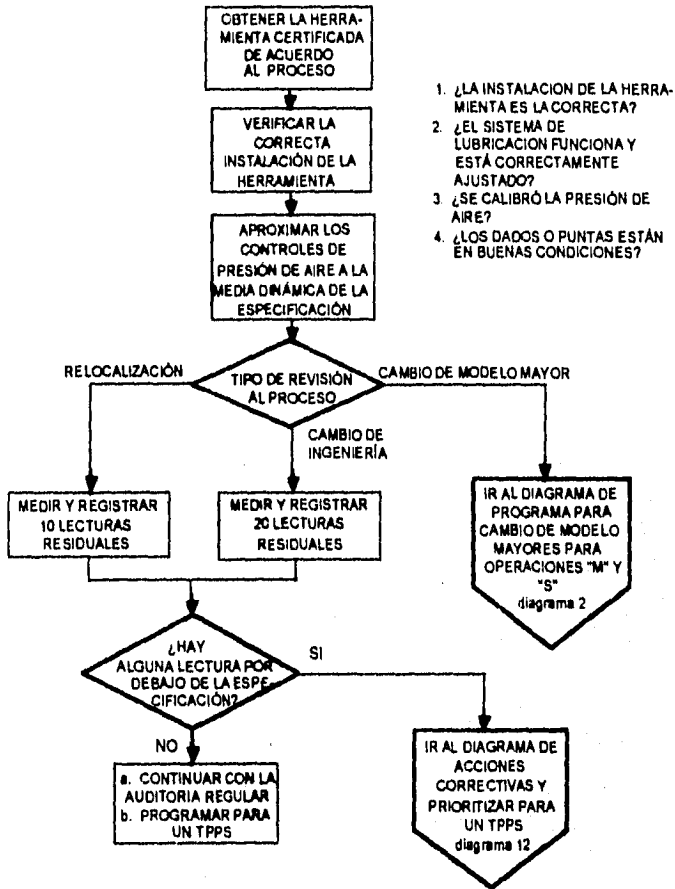 OBTENER LA HERRA-
MIENTA CERTIFICADA
DE ACUERDO
AL PROCESO
VERIFICAR LA
CORRECTA
INSTALACIÓN DE LA
HERRAMIENTA
APROXIMAR LOS
CONTROLES DE
PRESIÓN DE AIRE A LA
MEDIA DINÁMICA DE LA
ESPECIFICACIÓN
1. ¿LA INSTALACION DE LA HERRA-
MIENTA ES LA CORRECTA?
2. ¿EL SISTEMA DE
LUBRICACION FUNCIONA Y
ESTÁ CORRECTAMENTE
AJUSTADO?
3. ¿SE CALIBRÓ LA PRESIÓN DE
AIRE?
4. ¿LOS DADOS O PUNTAS ESTÁN
EN BUENAS CONDICIONES?
RELOCALIZACIÓN
TIPO DE REVISIÓN
AL PROCESO
CAMBIO DE MODELO MAYOR
CAMBIO DE
INGENIERÍA
MEDIR Y REGISTRAR
10 LECTURAS
RESIDUALES
MEDIR Y REGISTRAR
20 LECTURAS
RESIDUALES
IR AL DIAGRAMA DE
PROGRAMA PARA
CAMBIO DE MODELO
MAYORES PARA
OPERACIONES "M" Y
"S"
diagrama 2
¿HAY
ALGUNA LECTURA POR
DEBAJO DE LA ESPE-
CIFICACIÓN?
SI
NO
a. CONTINUAR CON LA
AUDITORIA REGULAR
b. PROGRAMAR PARA
UN TPPS
IR AL DIAGRAMA DE
ACCIONES
CORRECTIVAS Y
PRIORITIZAR PARA
UN TPPS
diagrama 12